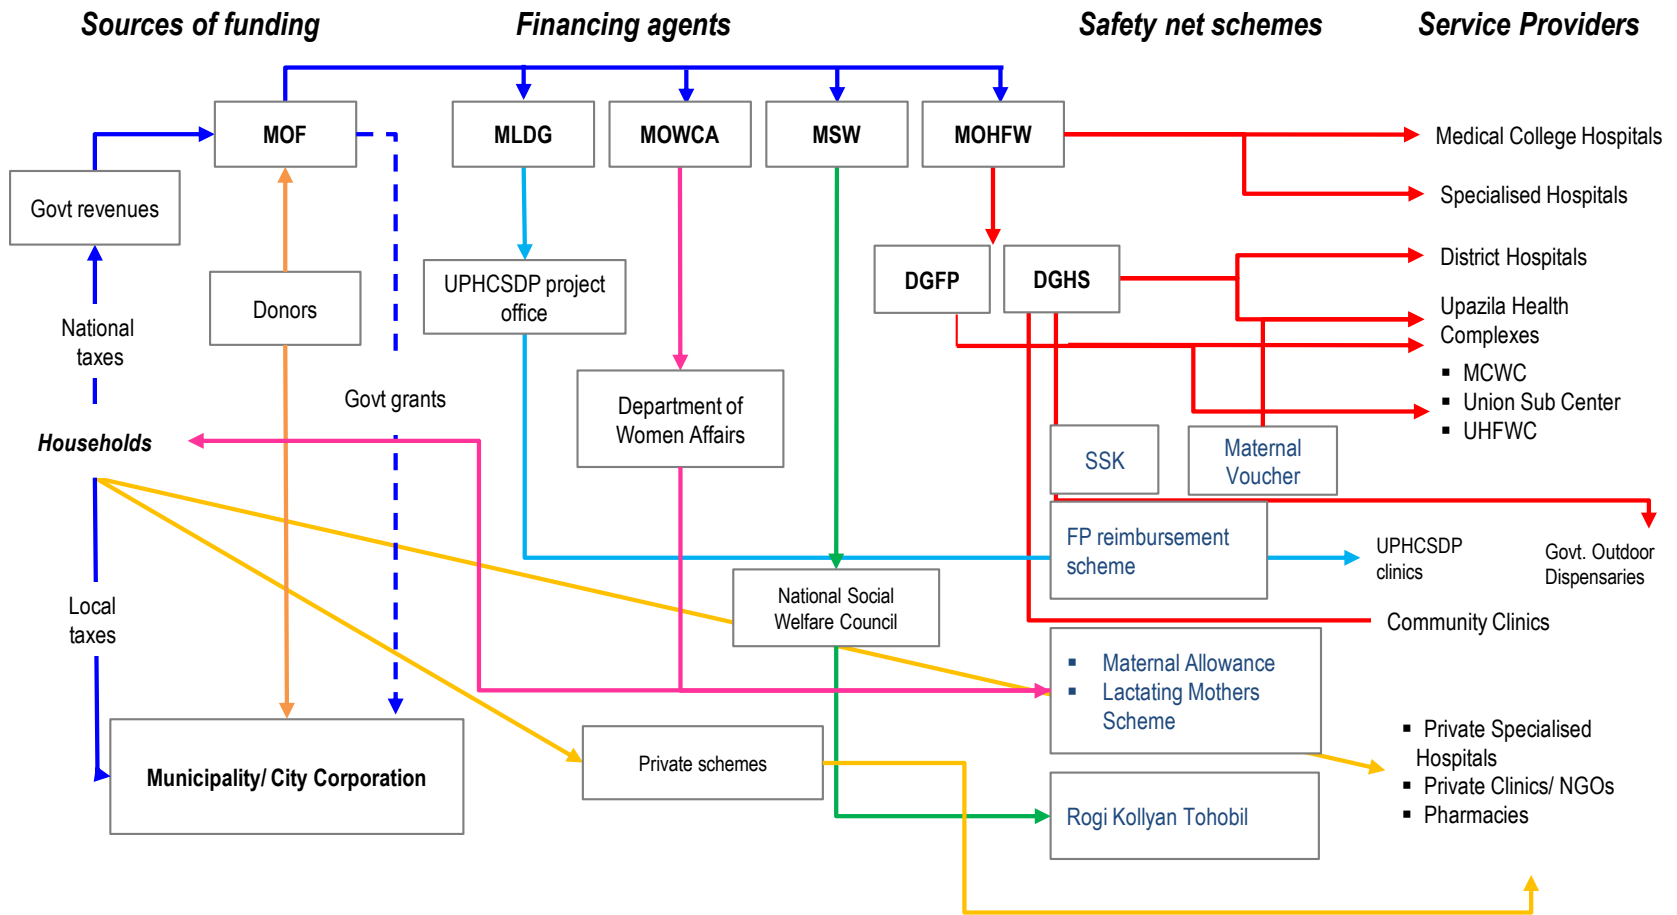 Sources of funding
Financing agents
Safety net schemes
Service Providers
MOF
MLDG
MOWCA
MSW
MOHFW
Medical College Hospitals
Govt revenues
Specialised Hospitals
Donors
UPHCSDP project
office
DGFP
DGHS
District Hospitals
Upazila Health
Complexes
National
taxes
▪ MCWC
▪ Union Sub Center
▪ UHFWC
Govt grants
Department of
Women Affairs
Households
SSK
Maternal
Voucher
FP reimbursement
scheme
UPHCSDP
clinics
Govt. Outdoor
Dispensaries
National Social
Welfare Council
Local
taxes
Community Clinics
▪ Maternal Allowance
▪ Lactating Mothers
Scheme
Municipality/ City Corporation
Private schemes
▪ Private Specialised
Hospitals
▪ Private Clinics/ NGOs
▪ Pharmacies
Rogi Kollyan Tohobil